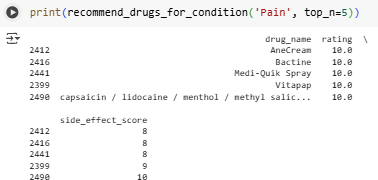 print(recommend_drugs_for_condition('Pain', top_n=5))
drug_name rating \
2412 AneCream 10.0
2416 Bactine 10.0
2441 Medi-Quik Spray 10.0
2399 Vitapap 10.0
2490 capsaicin / lidocaine / menthol / methyl salic... 10.0
side_effect_score
2412 8
2416 8
2441 8
2399 9
2490 10